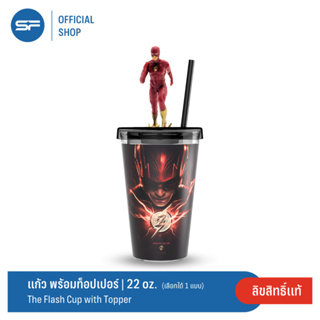 SF
OFFICIAL
SHOP
แก้ว พร้อมท็อปเปอร์ | 22 oz. (เลือกได้ 1 แบบ)
The Flash Cup with Topper
ลิขสิทธิ์แท้